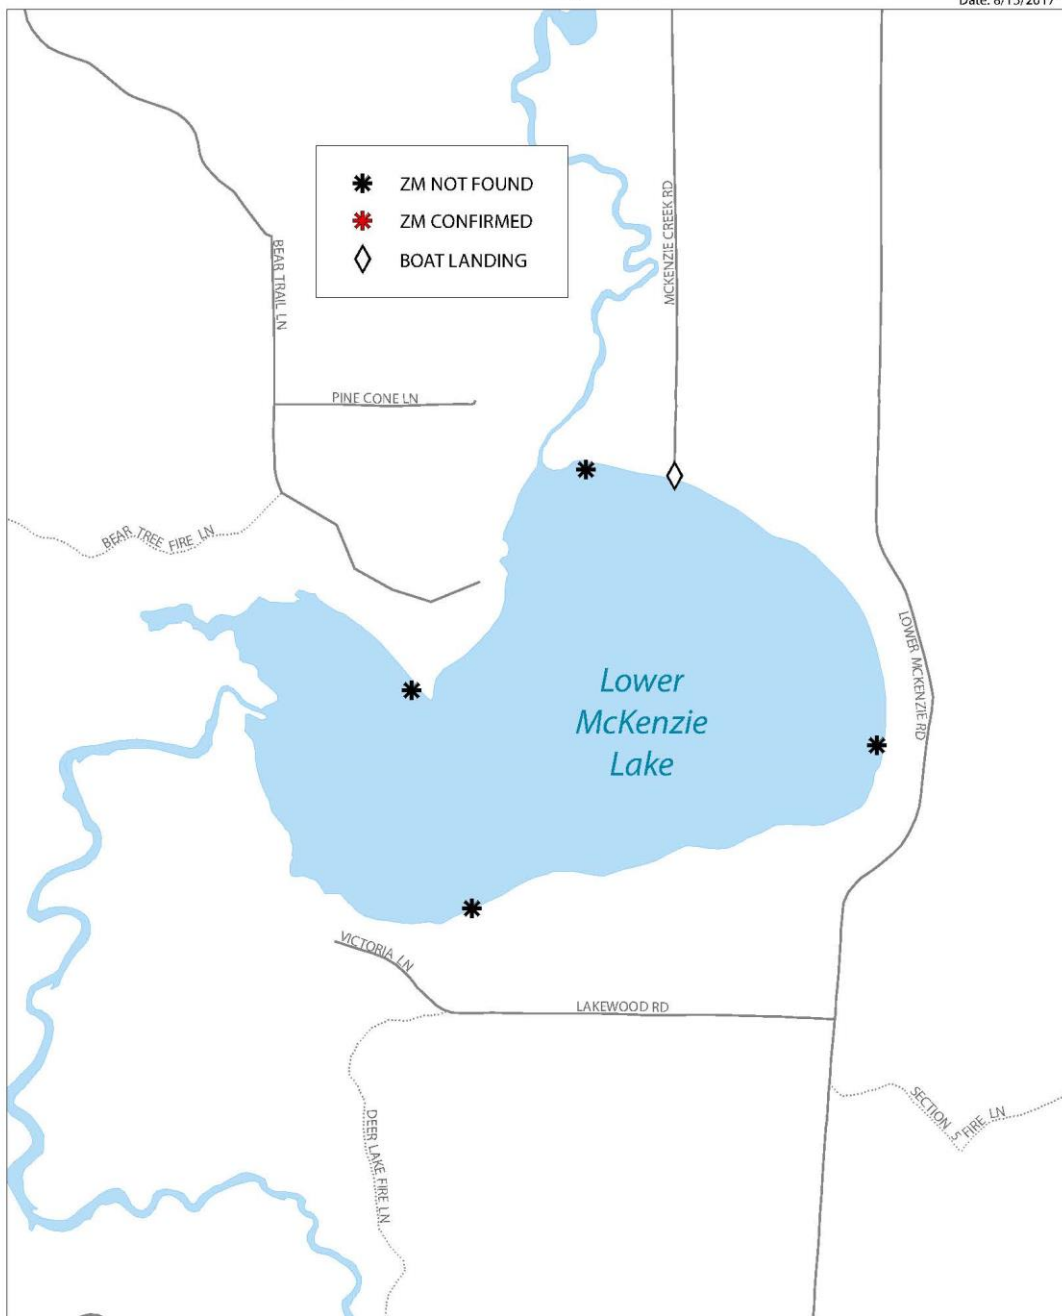 Date: 8/15/2017
ZM NOT FOUND
ZM CONFIRMED
BOAT LANDING
MCKENZIE CREEK RD
BEAR TRAIL LN
PINE CONE LN
BEAR TREE FIRE LN
LOWER MCKENZIE RD
Lower
McKenzie
Lake
VICTORIA LN
LAKEWOOD RD
SECTION 5 FIRE LN
DEER LAKE FIRE LN